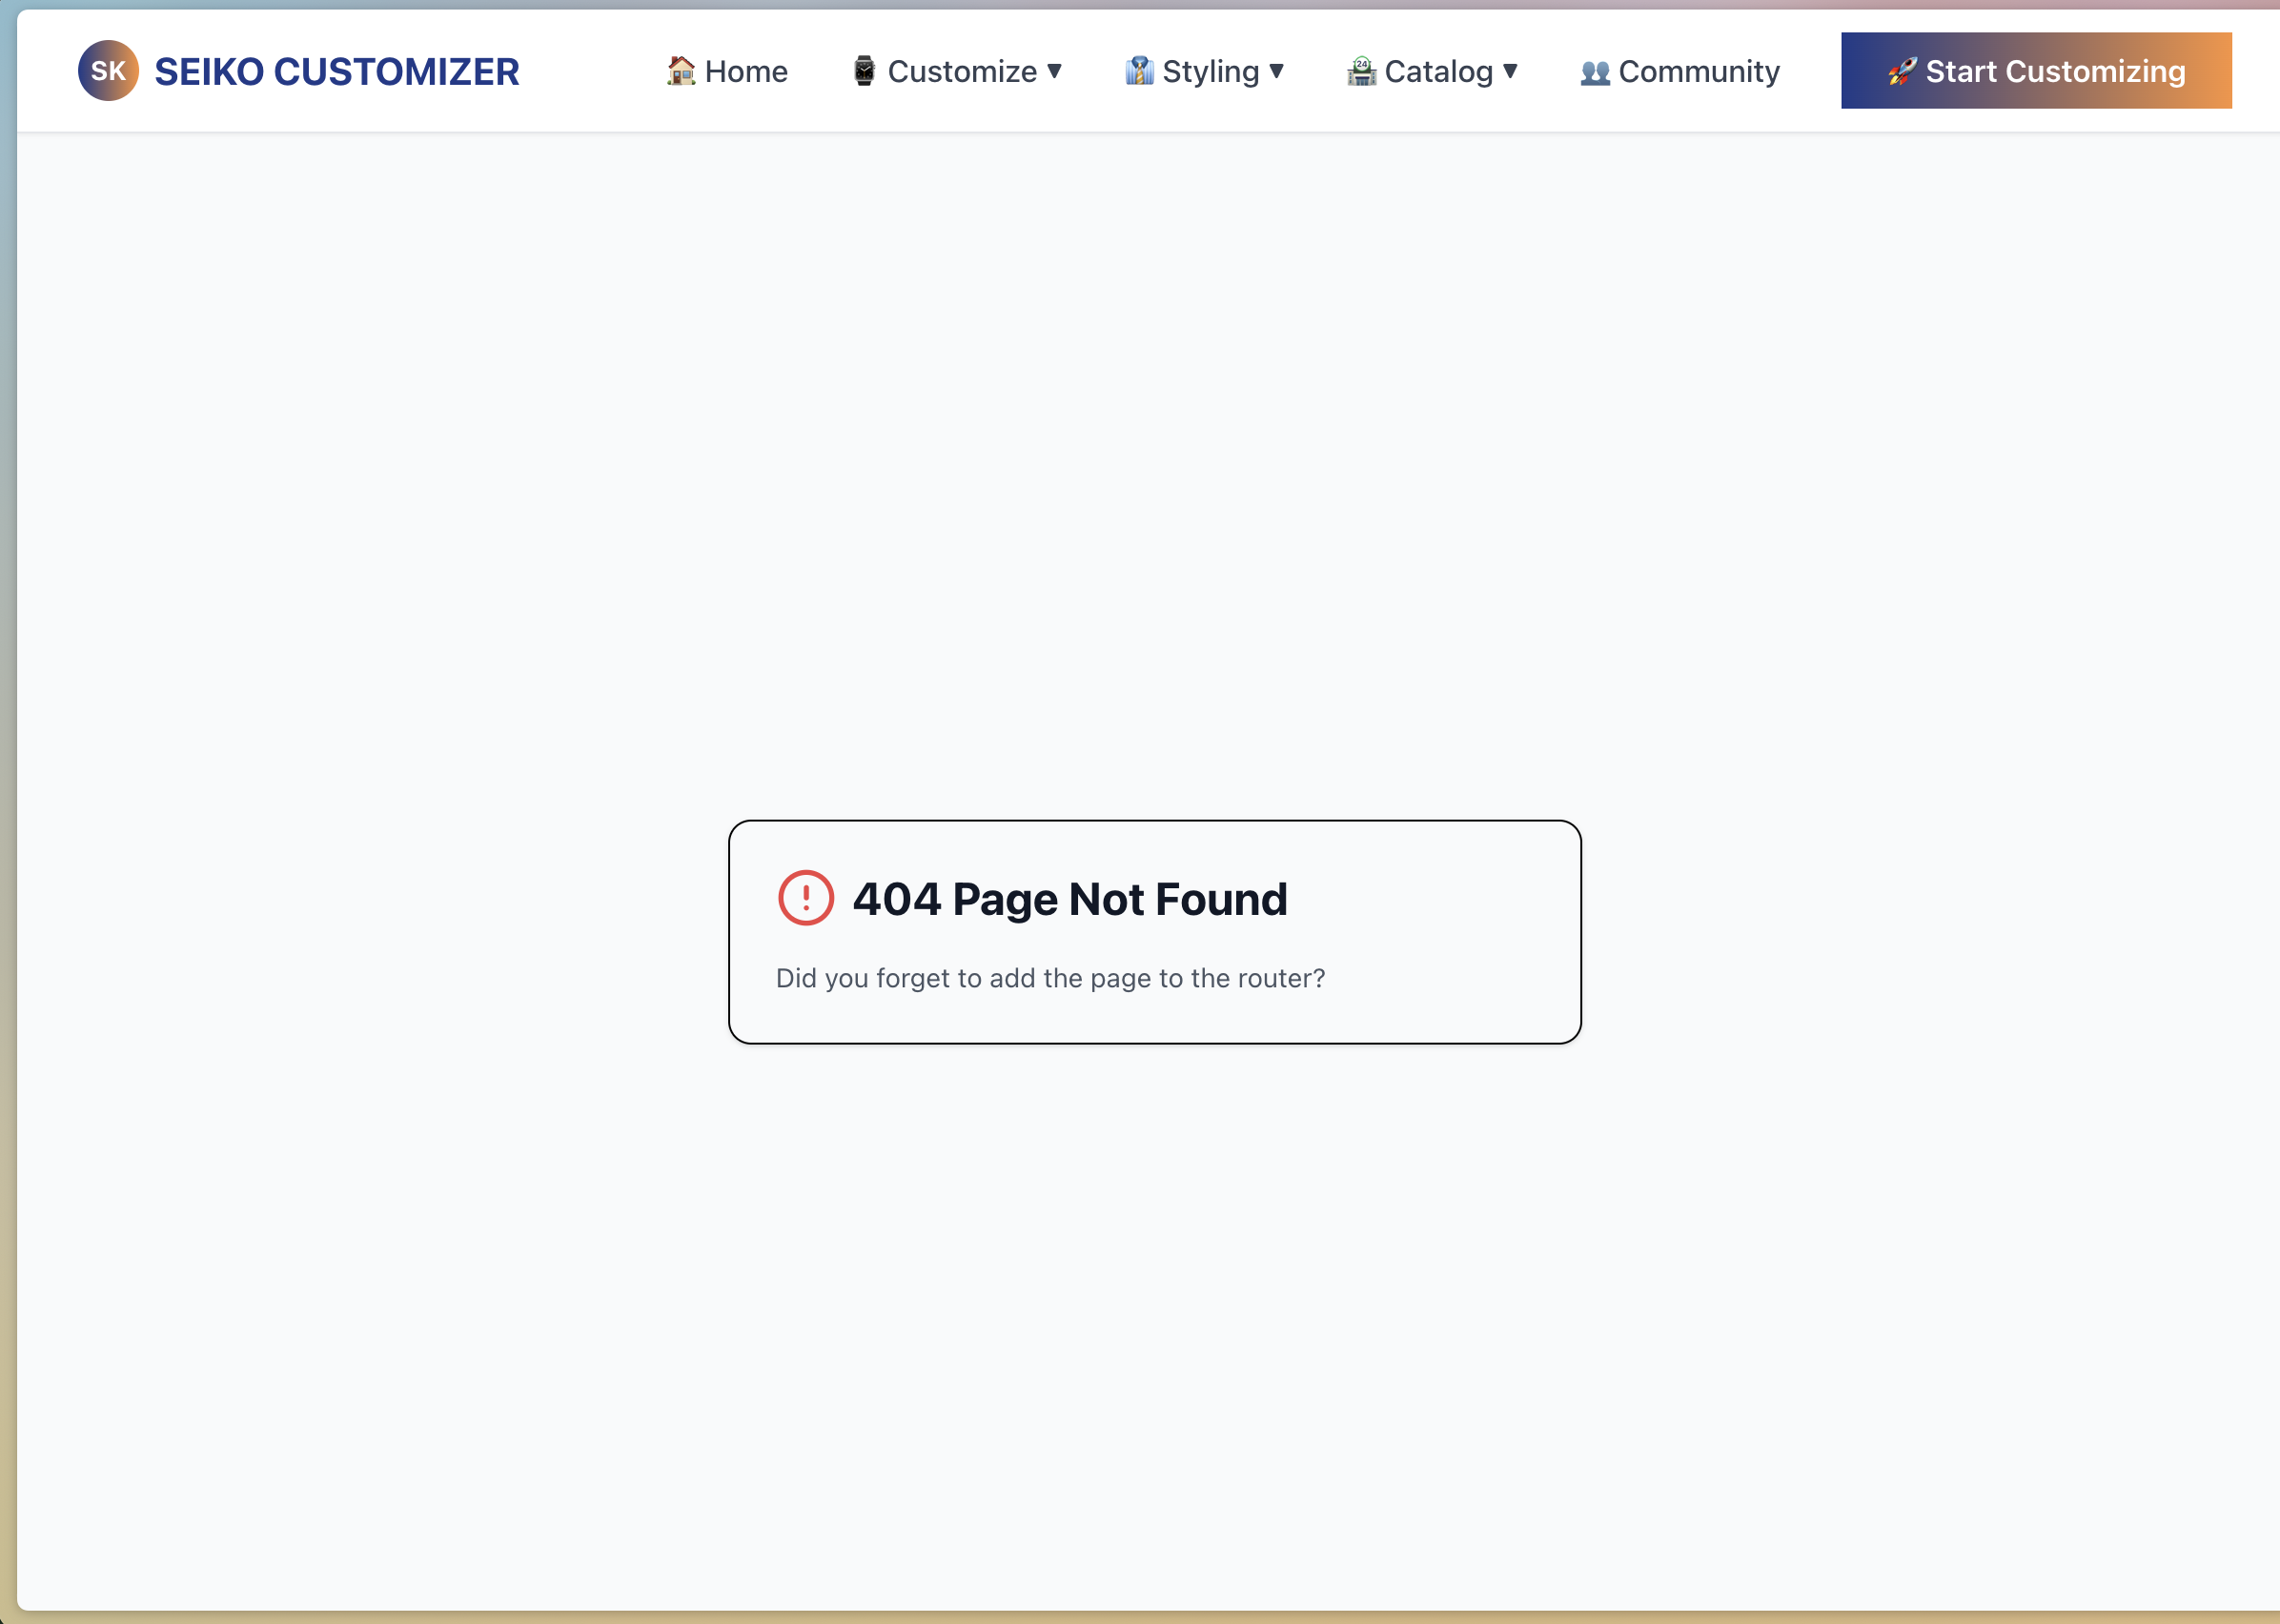 SK SEIKO CUSTOMIZER 🏠 Home ⌚ Customize ▼ 👔 Styling ▼ 🏪 Catalog ▼ 👥 Community 🚀 Start Customizing
404 Page Not Found
Did you forget to add the page to the router?